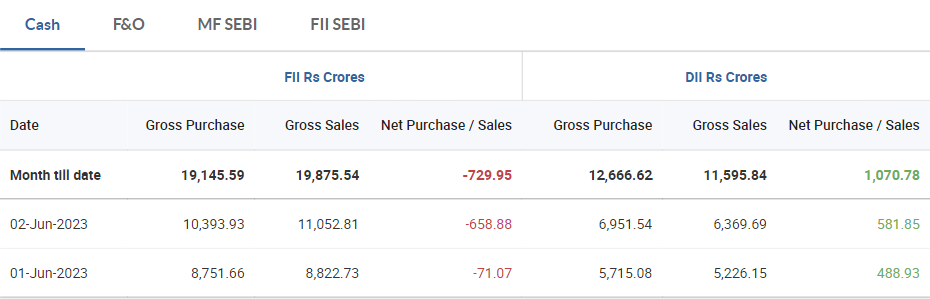 Cash F&O MF SEBI FII SEBI
FII Rs Crores DII Rs Crores
Date Gross Purchase Gross Sales Net Purchase / Sales Gross Purchase Gross Sales Net Purchase / Sales
Month till date 19,145.59 19,875.54 -729.95 12,666.62 11,595.84 1,070.78
02-Jun-2023 10,393.93 11,052.81 -658.88 6,951.54 6,369.69 581.85
01-Jun-2023 8,751.66 8,822.73 -71.07 5,715.08 5,226.15 488.93